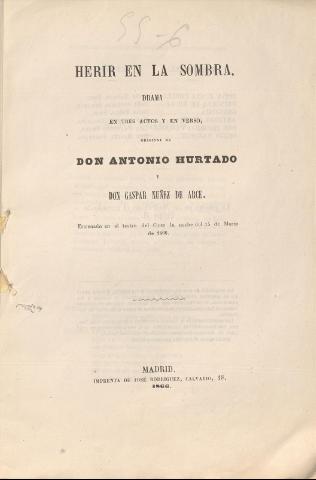 55-6
HERIR EN LA SOMBRA.
DRAMA
EN TRES ACTOS Y EN VERSO,
ORIGINAL DE
DON ANTONIO HURTADO
Y
DON GASPAR NUÑEZ DE ARCE.
Estrenado en el teatro del Circo la noche del 15 de Marzo
de 1866.
MADRID.
IMPRENTA DE JOSÉ RODRIGUEZ, CALVARIO, 18.
1866.